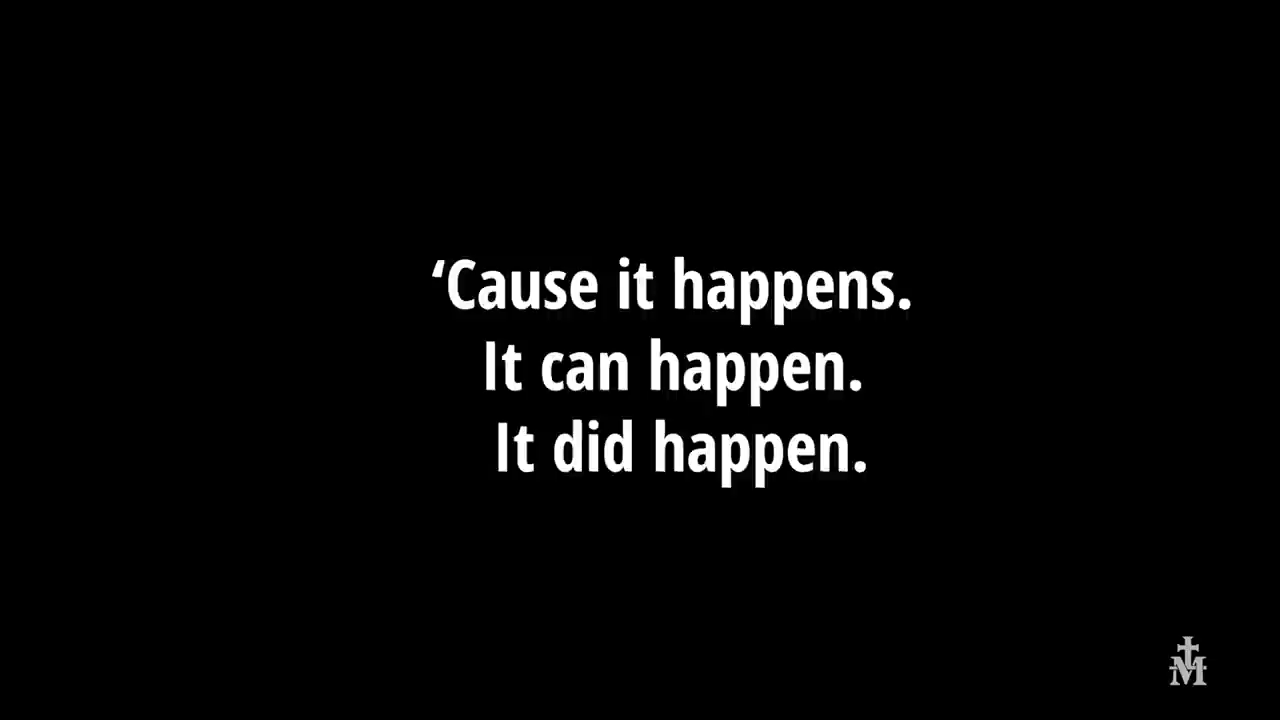 ‘Cause it happens.
It can happen.
It did happen.
M